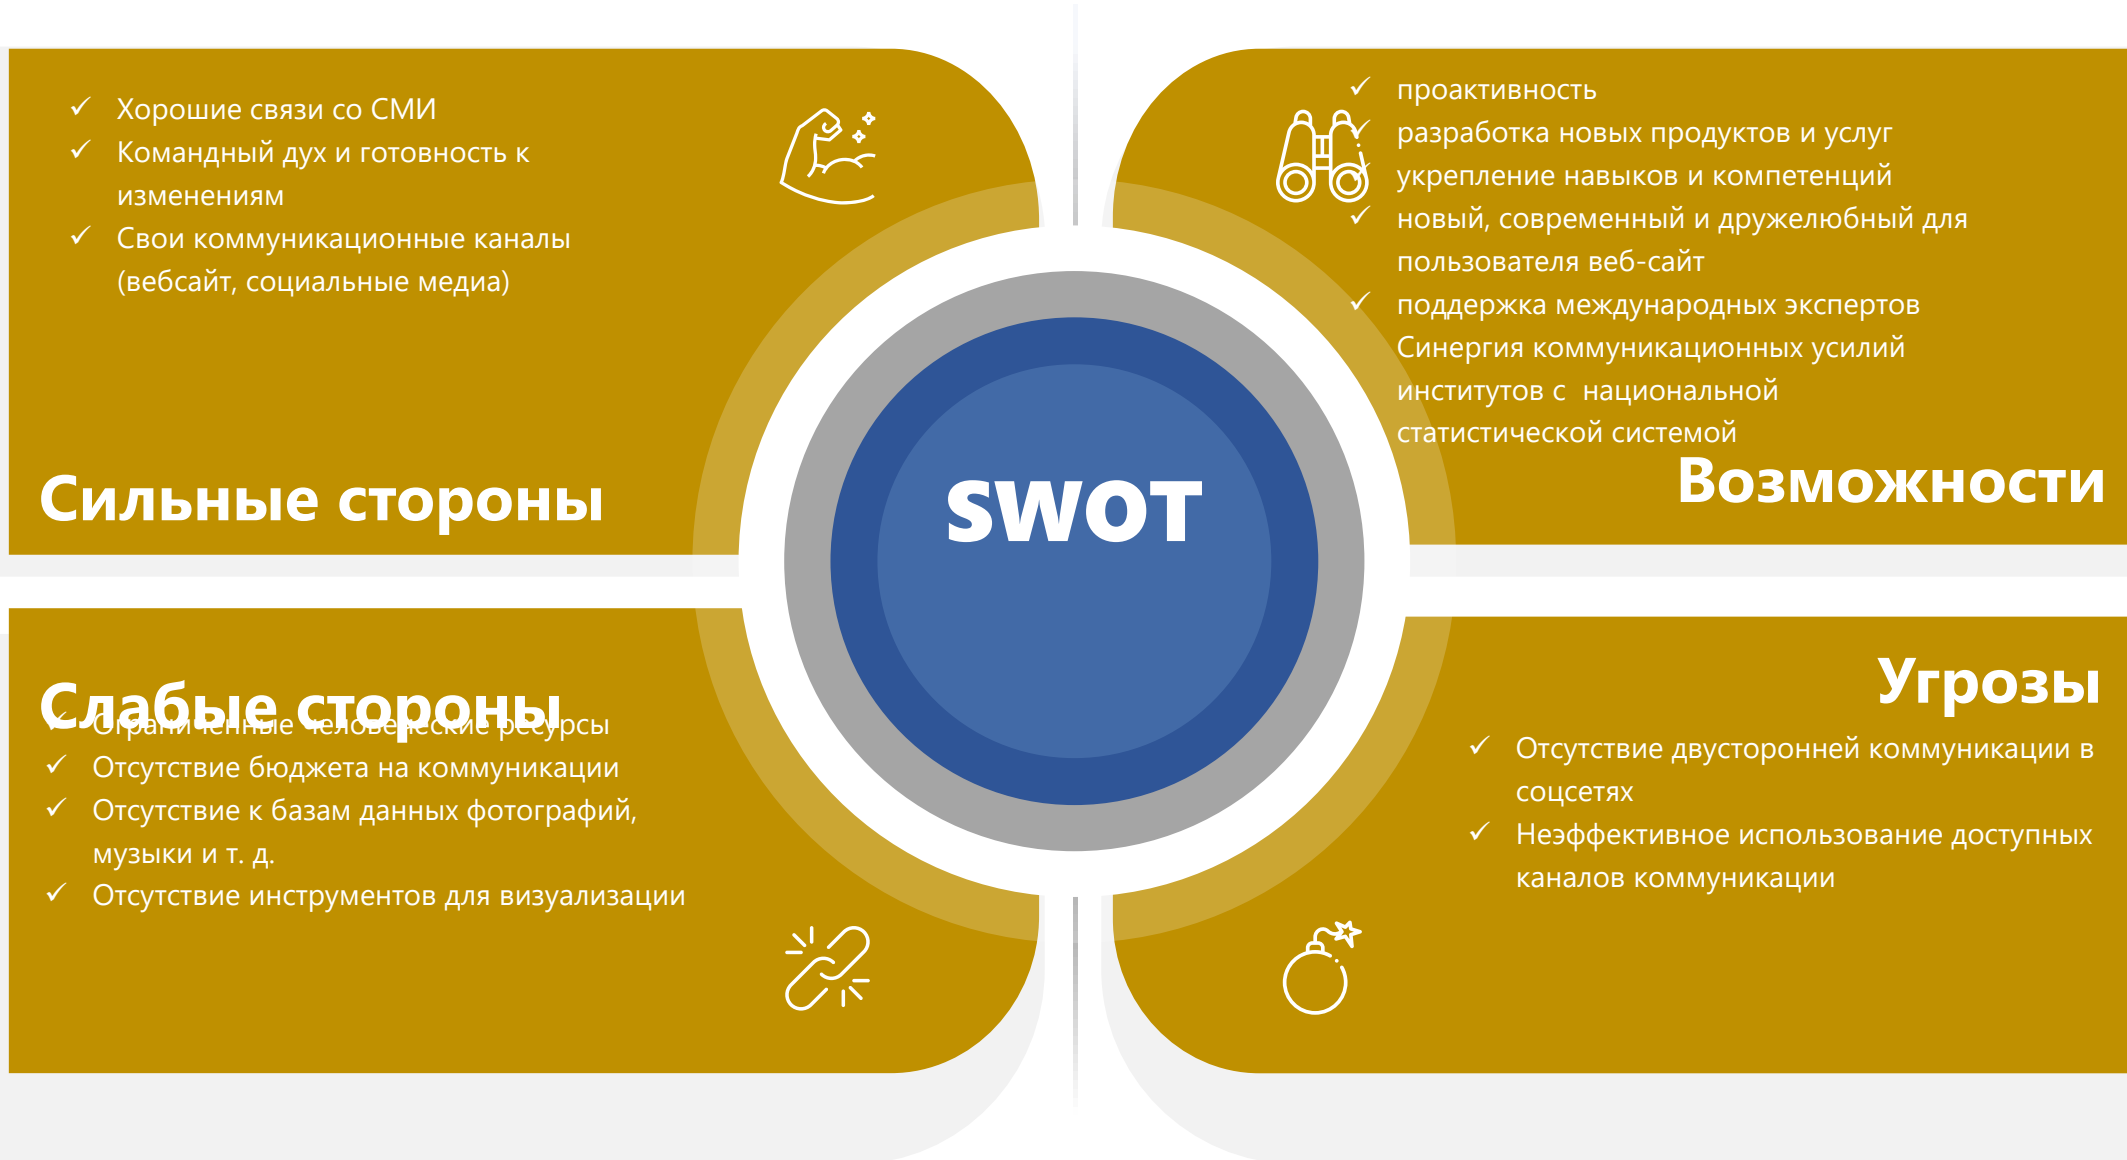 Хорошие связи со СМИ
Командный дух и готовность к
изменениям
Свои коммуникационные каналы
(вебсайт, социальные медиа)
Сильные стороны
проактивность
разработка новых продуктов и услуг
укрепление навыков и компетенций
новый, современный и дружелюбный для
пользователя веб-сайт
поддержка международных экспертов
Синергия коммуникационных усилий
институтов с национальной
статистической системой
Возможности
SWOT
Слабые стороны
Ограниченные человеческие ресурсы
Отсутствие бюджета на коммуникации
Отсутствие к базам данных фотографий,
музыки и т. д.
Отсутствие инструментов для визуализации
Угрозы
Отсутствие двусторонней коммуникации в
соцсетях
Неэффективное использование доступных
каналов коммуникации